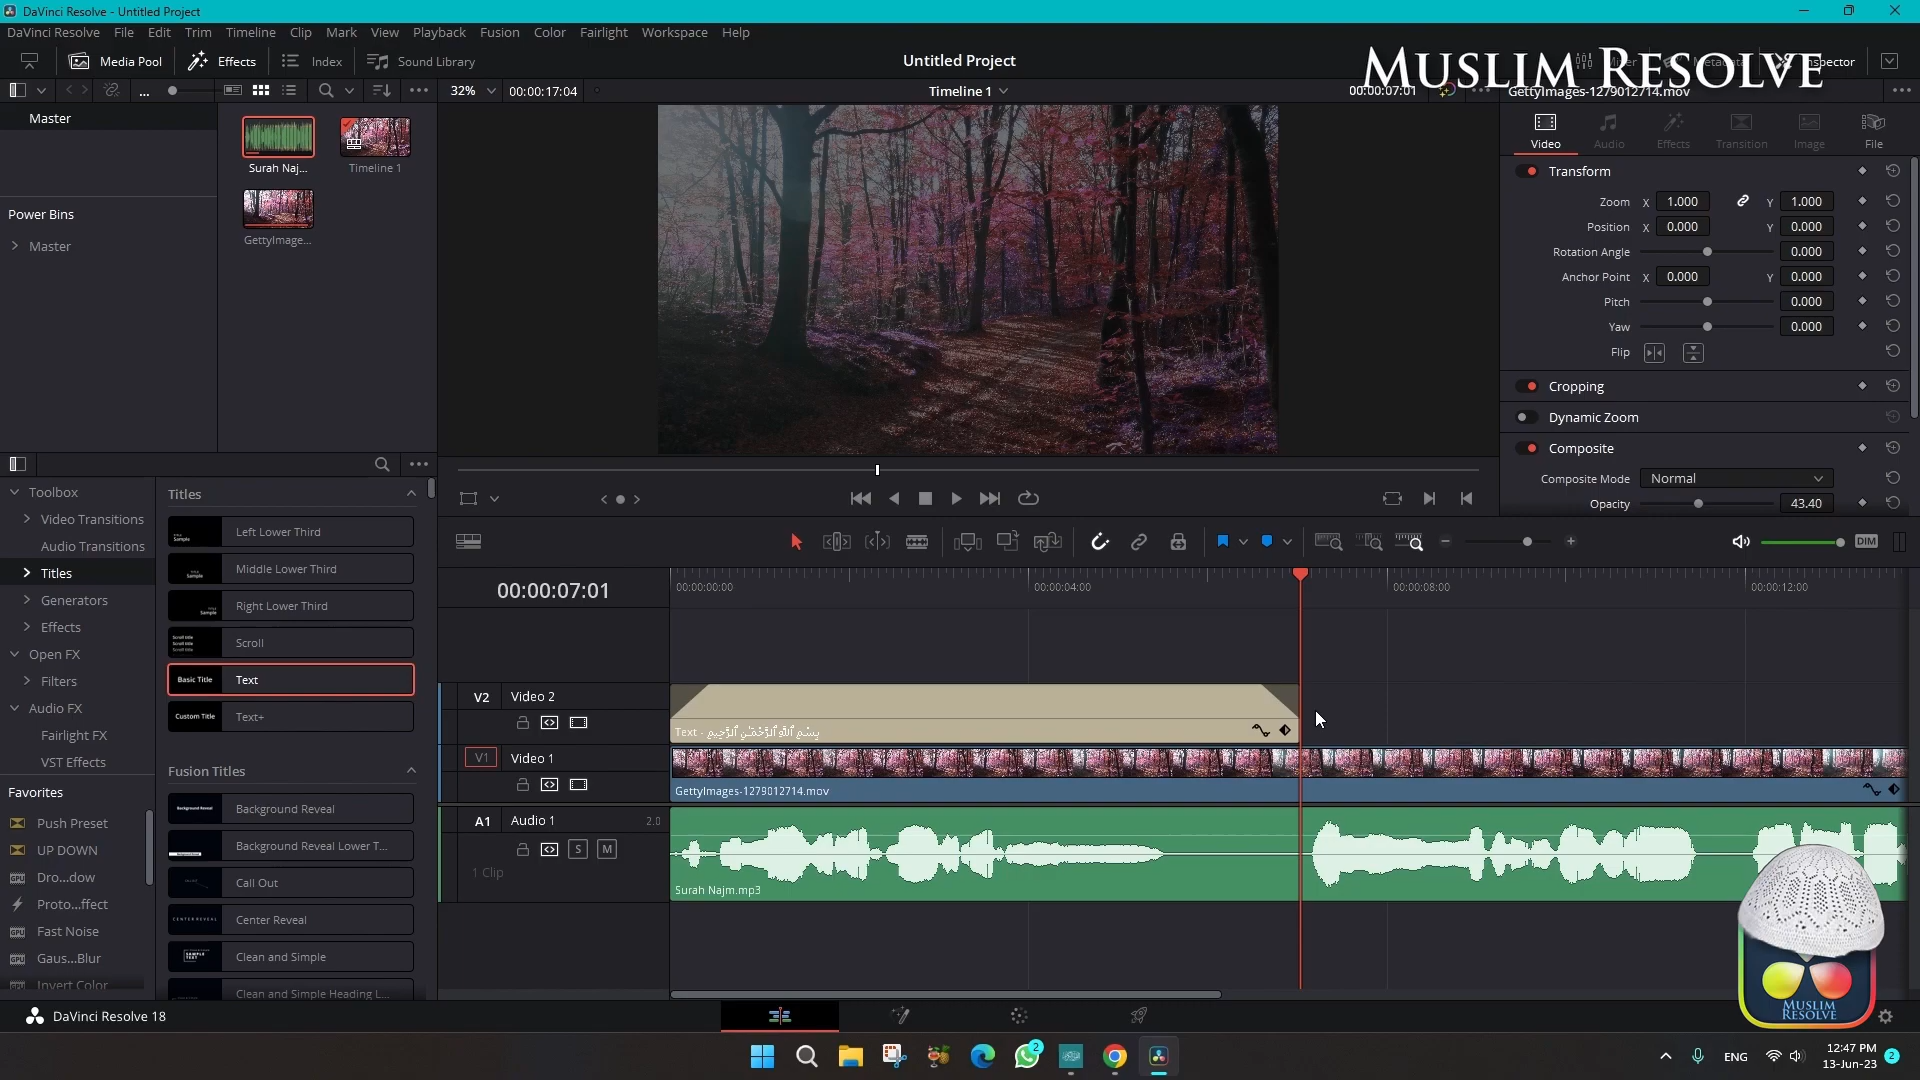 DaVinci Resolve - Untitled Project
DaVinci Resolve File Edit Trim Timeline Clip Mark View Playback Fusion Color Fairlight Workspace Help
Media Pool Effects Index Sound Library Untitled Project
MUSLIM RESOLVE
Inspector
... 32% 00:00:17:04 Timeline 1 00:00:07:01 GettyImages-1279012714.mov
Master
Surah Naj... Timeline 1
GettyImage...
Power Bins
Master
Video Audio Effects Transition Image File
Transform
Zoom X 1.000 Y 1.000
Position X 0.000 Y 0.000
Rotation Angle 0.000
Anchor Point X 0.000 Y 0.000
Pitch 0.000
Yaw 0.000
Flip
Cropping
Dynamic Zoom
Composite
Composite Mode Normal
Opacity 43.40
Toolbox
Video Transitions
Audio Transitions
Titles
Generators
Effects
Open FX
Filters
Audio FX
Fairlight FX
VST Effects
Favorites
Push Preset
UP DOWN
Dro...dow
Proto...ffect
Fast Noise
Gaus...Blur
Invert Color
Titles
Left Lower Third
Middle Lower Third
Right Lower Third
Scroll
Basic Title Text
Custom Title Text+
Fusion Titles
Background Reveal Background Reveal
Background Reveal Lower T...
Call Out
CENTER REVEAL Center Reveal
Clean and Simple
Clean and Simple Heading L...
DIM
00:00:07:01
00:00:00:00 00:00:04:00 00:00:08:00 00:00:12:00
V2 Video 2
Text - بِسْمِ ٱللَّهِ ٱلرَّحْمَـٰنِ ٱلرَّحِيمِ
V1 Video 1
GettyImages-1279012714.mov
A1 Audio 1 2.0
S M
1 Clip
Surah Najm.mp3
MUSLIM
RESOLVE
DaVinci Resolve 18
2
ENG
12:47 PM
13-Jun-23
2